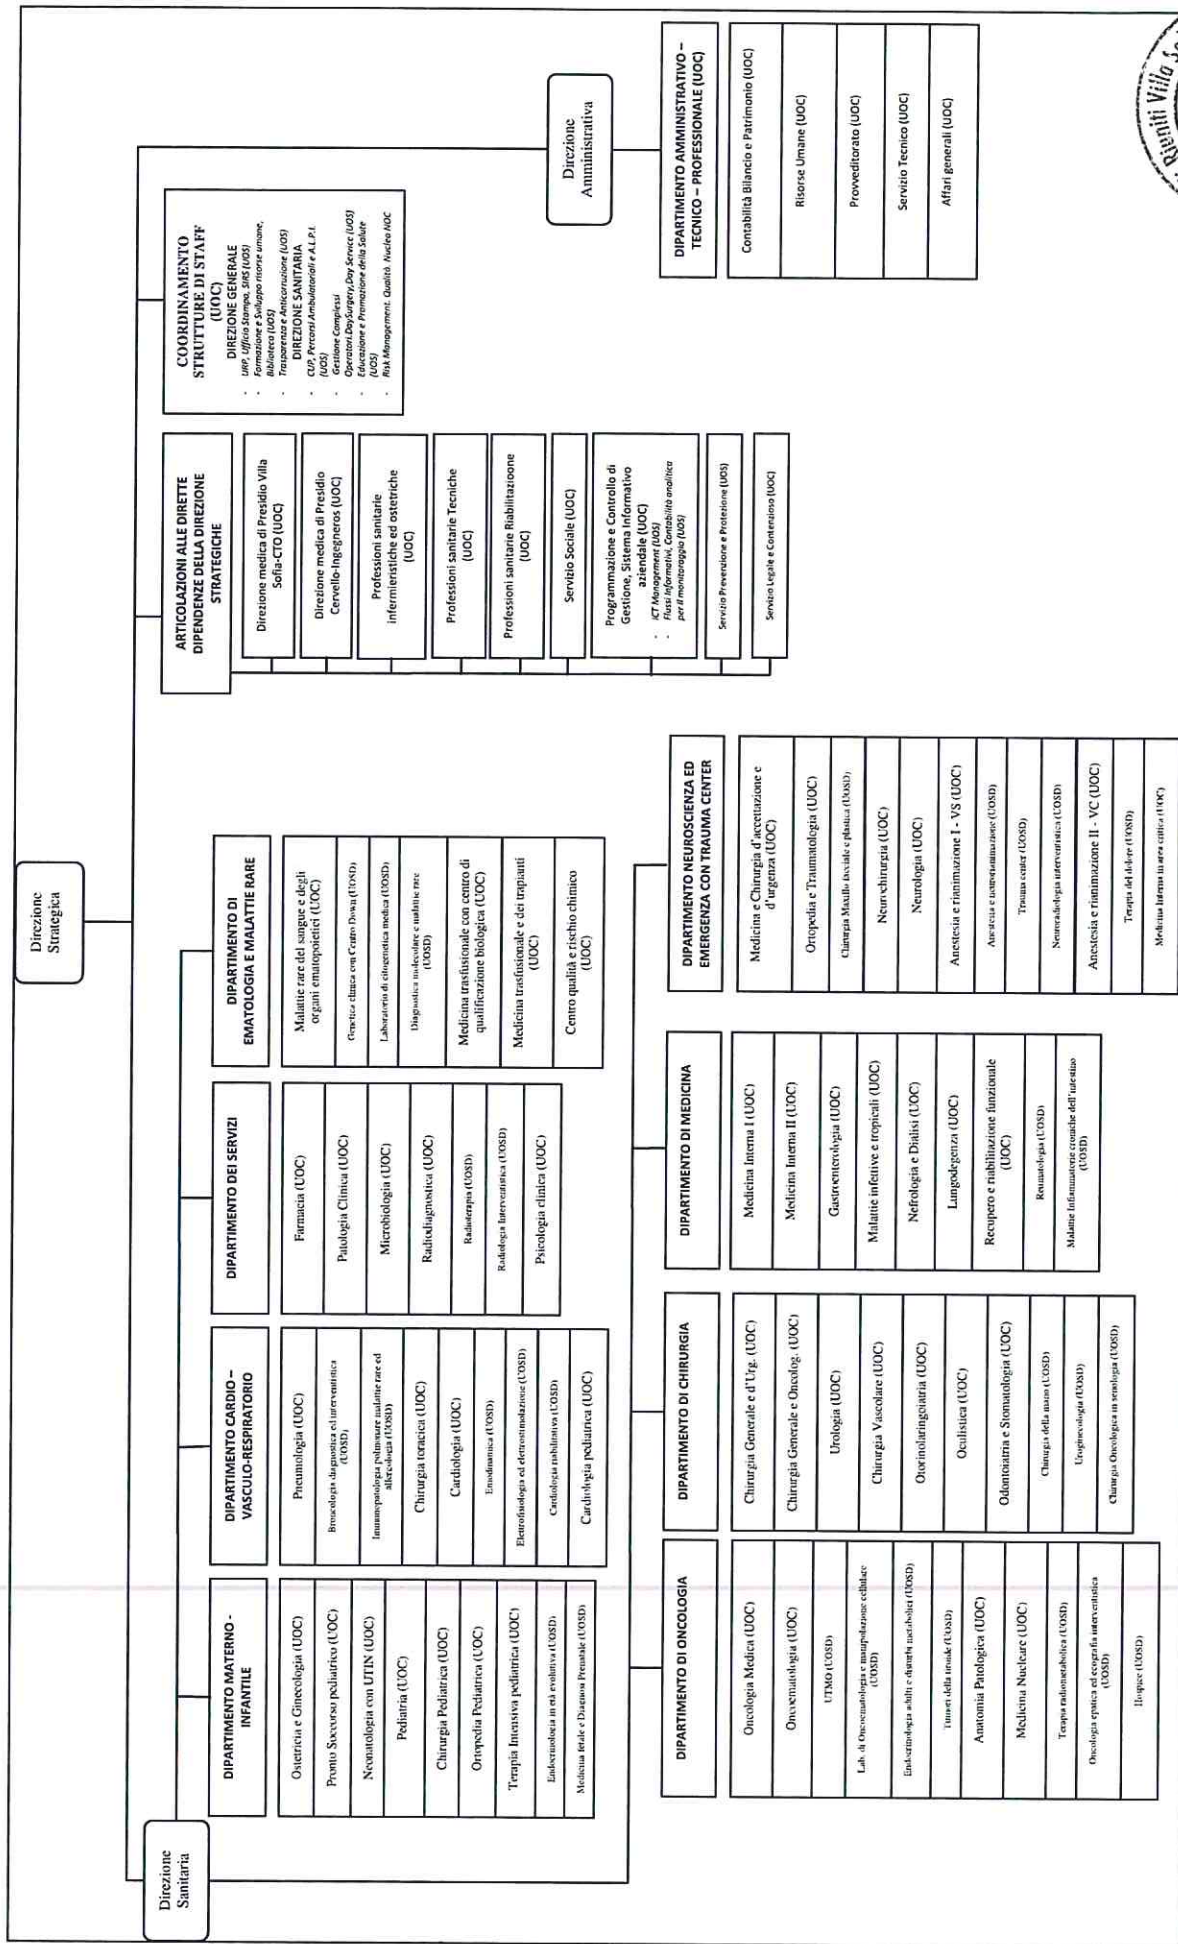 Direzione
Strategica
Direzione
Sanitaria
DIPARTIMENTO MATERNO -
INFANTILE
Ostetricia e Ginecologia (UOC)
Pronto Soccorso pediatrico (UOC)
Neonatologia con UTIN (UOC)
Pediatria (UOC)
Chirurgia Pediatrica (UOC)
Ortopedia Pediatrica (UOC)
Terapia Intensiva pediatrica (UOC)
Endocrinologia in età evolutiva (UOSD)
Medicina fetale e Diagnosi Prenatale (UOSD)
DIPARTIMENTO CARDIO –
VASCULO-RESPIRATORIO
Pneumologia (UOC)
Broncologia diagnostica ed interventistica
(UOSD)
Immunopatologia polmonare malattie rare ed
allergologia (UOSD)
Chirurgia toracica (UOC)
Cardiologia (UOC)
Emodinamica (UOSD)
Elettrofisiologia ed elettrostimolazione (UOSD)
Cardiologia riabilitativa (UOSD)
Cardiologia pediatrica (UOC)
DIPARTIMENTO DEI SERVIZI
Farmacia (UOC)
Patologia Clinica (UOC)
Microbiologia (UOC)
Radiodiagnostica (UOC)
Radioterapia (UOSD)
Radiologia Interventistica (UOSD)
Psicologia clinica (UOC)
DIPARTIMENTO DI
EMATOLOGIA E MALATTIE RARE
Malattie rare del sangue e degli
organi ematopoietici (UOC)
Genetica clinica con Centro Down (UOSD)
Laboratorio di citogenetica medica (UOSD)
Diagnostica molecolare e malattie rare
(UOSD)
Medicina trasfusionale con centro di
qualificazione biologica (UOC)
Medicina trasfusionale e dei trapianti
(UOC)
Centro qualità e rischio chimico
(UOC)
DIPARTIMENTO DI ONCOLOGIA
Oncologia Medica (UOC)
Oncoematologia (UOC)
UTMO (UOSD)
Lab. di Oncoematologia e manipolazione cellulare
(UOSD)
Endocrinologia adulti e disturbi metabolici (UOSD)
Tumori della tiroide (UOSD)
Anatomia Patologica (UOC)
Medicina Nucleare (UOC)
Terapia radiometabolica (UOSD)
Oncologia epatica ed ecografia interventistica
(UOSD)
Hospice (UOSD)
DIPARTIMENTO DI CHIRURGIA
Chirurgia Generale e d'Urg. (UOC)
Chirurgia Generale e Oncolog. (UOC)
Urologia (UOC)
Chirurgia Vascolare (UOC)
Otorinolaringoiatria (UOC)
Oculistica (UOC)
Odontoiatria e Stomatologia (UOC)
Chirurgia della mano (UOSD)
Uroginecologia (UOSD)
Chirurgia Oncologica in senologia (UOSD)
DIPARTIMENTO DI MEDICINA
Medicina Interna I (UOC)
Medicina Interna II (UOC)
Gastroenterologia (UOC)
Malattie infettive e tropicali (UOC)
Nefrologia e Dialisi (UOC)
Lungodegenza (UOC)
Recupero e riabilitazione funzionale
(UOC)
Reumatologia (UOSD)
Malattie Infiammatorie croniche dell'intestino
(UOSD)
DIPARTIMENTO NEUROSCIENZA ED
EMERGENZA CON TRAUMA CENTER
Medicina e Chirurgia d'accettazione e
d'urgenza (UOC)
Ortopedia e Traumatologia (UOC)
Chirurgia Maxillo facciale e plastica (UOSD)
Neurochirurgia (UOC)
Neurologia (UOC)
Anestesia e rianimazione I - VS (UOC)
Anestesia e neurorianimazione (UOSD)
Trauma center (UOSD)
Neuroradiologia interventistica (UOSD)
Anestesia e rianimazione II - VC (UOC)
Terapia del dolore (UOSD)
Medicina Interna in area critica (UOC)
ARTICOLAZIONI ALLE DIRETTE
DIPENDENZE DELLA DIREZIONE
STRATEGICHE
Direzione medica di Presidio Villa
Sofia-CTO (UOC)
Direzione medica di Presidio
Cervello-Ingegneros (UOC)
Professioni sanitarie
infermieristiche ed ostetriche
(UOC)
Professioni sanitarie Tecniche
(UOC)
Professioni sanitarie Riabilitazioone
(UOC)
Servizio Sociale (UOC)
Programmazione e Controllo di
Gestione, Sistema Informativo
aziendale (UOC)
- ICT Management (UOS)
- Flussi Informativi, Contabilità analitica
per il monitoraggio (UOS)
Servizio Prevenzione e Protezione (UOS)
Servizio Legale e Contenzioso (UOC)
COORDINAMENTO
STRUTTURE DI STAFF
(UOC)
DIREZIONE GENERALE
- URP, Ufficio Stampa, SIRS (UOS)
- Formazione e Sviluppo risorse umane,
Biblioteca (UOS)
- Trasparenza e Anticorruzione (UOS)
DIREZIONE SANITARIA
- CUP, Percorsi Ambulatoriali e A.L.P.I.
(UOS)
- Gestione Complessi
Operatori,DaySurgery,Day Service (UOS)
- Educazione e Promozione della Salute
(UOS)
- Risk Management. Qualità. Nucleo NOC
Direzione
Amministrativa
DIPARTIMENTO AMMINISTRATIVO –
TECNICO – PROFESSIONALE (UOC)
Contabilità Bilancio e Patrimonio (UOC)
Risorse Umane (UOC)
Provveditorato (UOC)
Servizio Tecnico (UOC)
Affari generali (UOC)
Riuniti Villa So